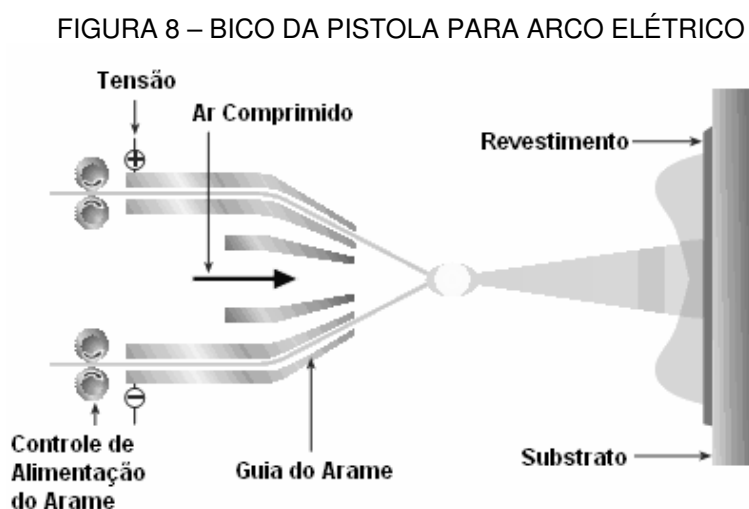 FIGURA 8 – BICO DA PISTOLA PARA ARCO ELÉTRICO
Tensão
Ar Comprimido
Revestimento
+
−
Controle de
Alimentação
do Arame
Guia do Arame
Substrato